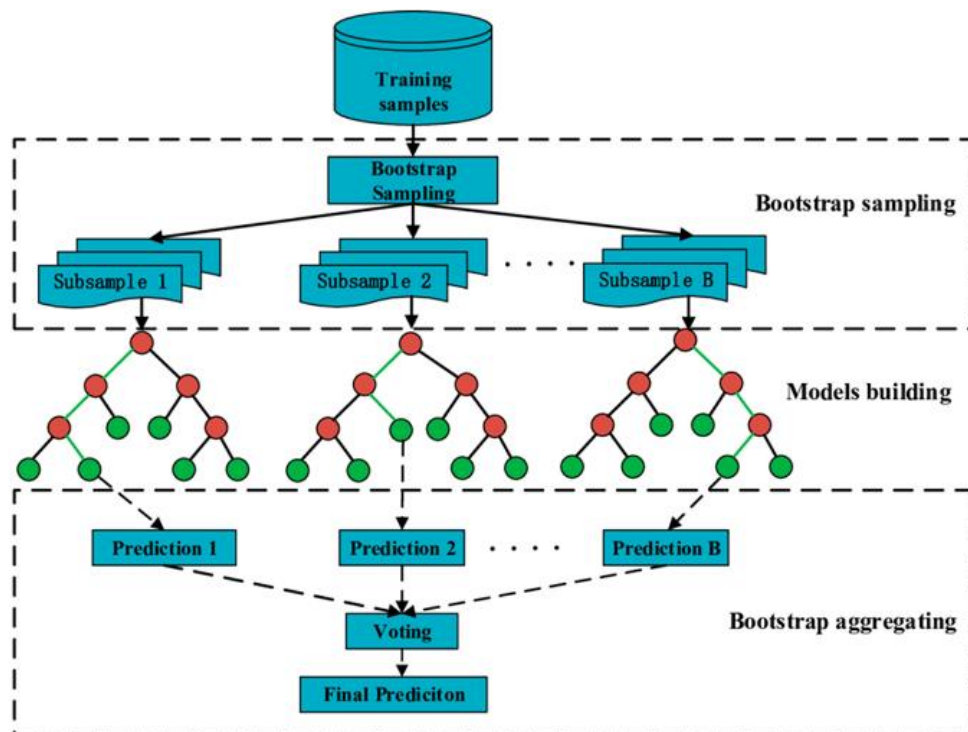 Training
samples
Bootstrap
Sampling
Bootstrap sampling
Subsample 1
Subsample 2
Subsample B
Models building
Prediction 1
Prediction 2
Prediction B
Voting
Bootstrap aggregating
Final Prediciton